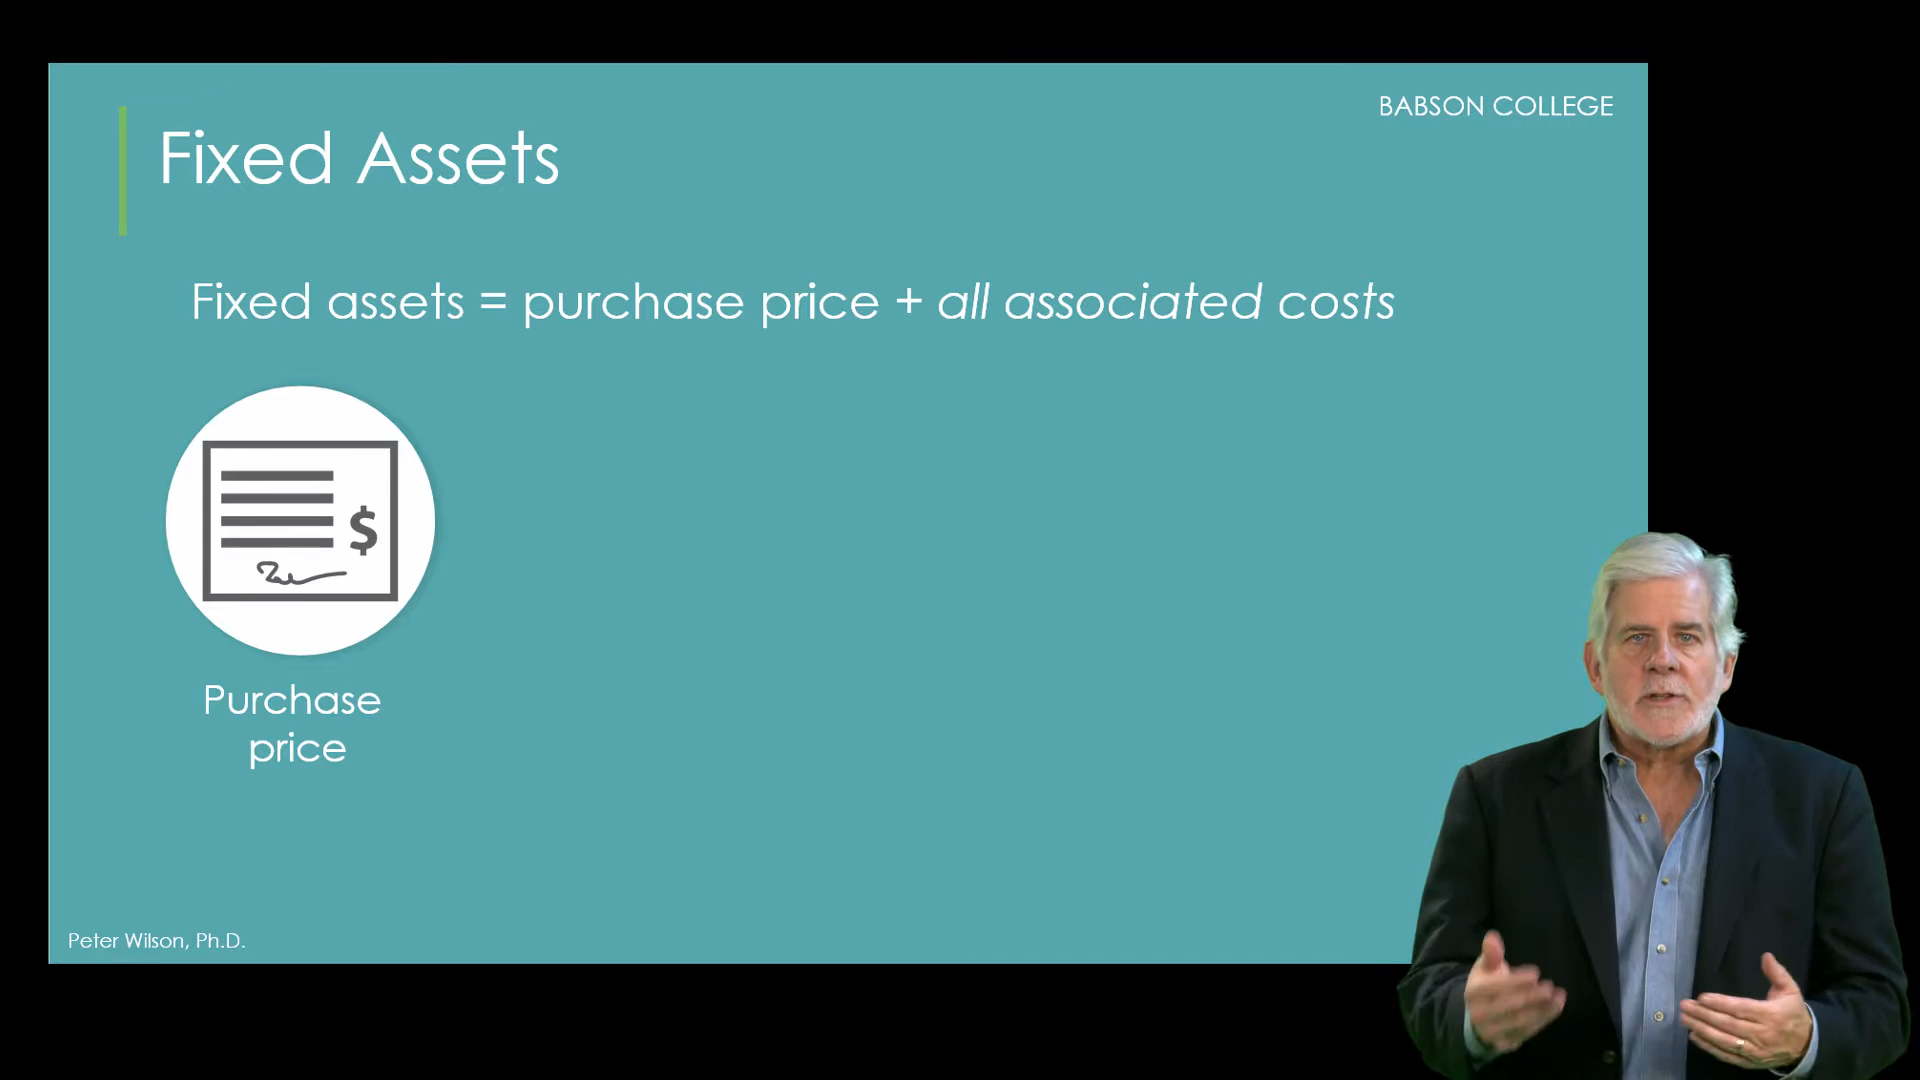 BABSON COLLEGE
Fixed Assets
Fixed assets = purchase price + all associated costs
$
Purchase
price
Peter Wilson, Ph.D.